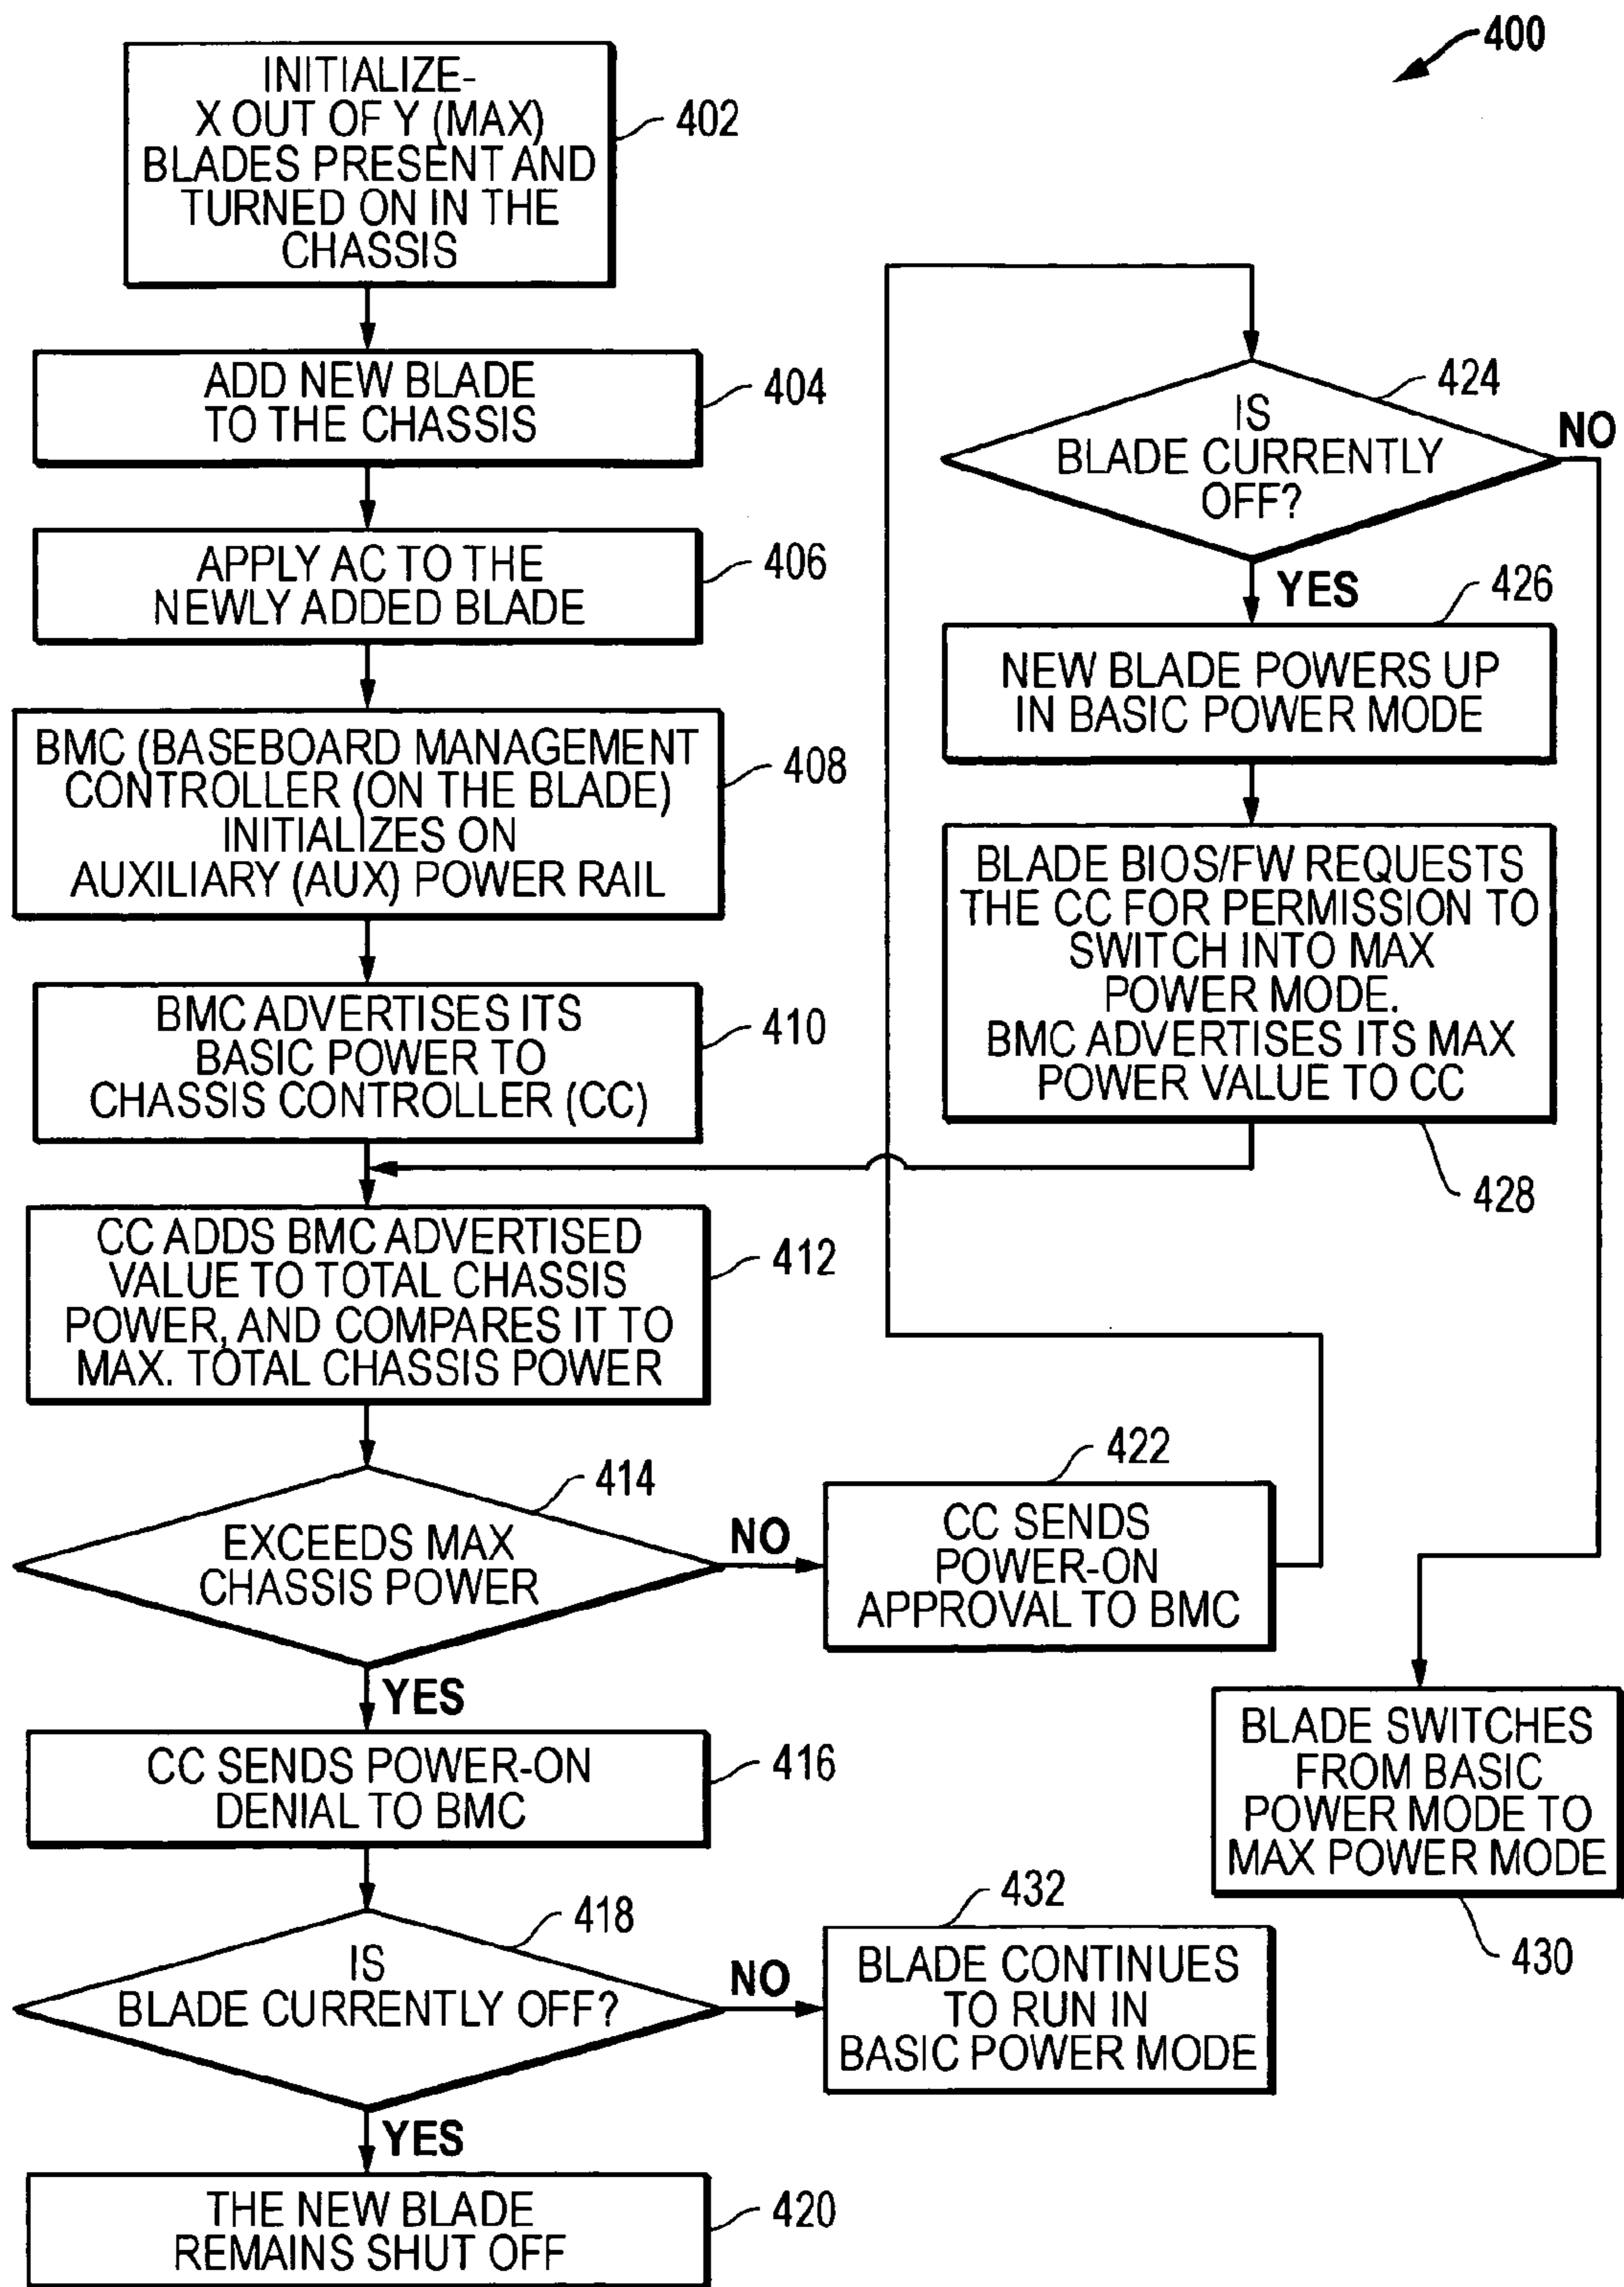 400
INITIALIZE-
X OUT OF Y (MAX)
BLADES PRESENT AND
TURNED ON IN THE
CHASSIS
402
ADD NEW BLADE
TO THE CHASSIS
404
APPLY AC TO THE
NEWLY ADDED BLADE
406
BMC (BASEBOARD MANAGEMENT
CONTROLLER (ON THE BLADE)
INITIALIZES ON
AUXILIARY (AUX) POWER RAIL
408
BMC ADVERTISES ITS
BASIC POWER TO
CHASSIS CONTROLLER (CC)
410
CC ADDS BMC ADVERTISED
VALUE TO TOTAL CHASSIS
POWER, AND COMPARES IT TO
MAX. TOTAL CHASSIS POWER
412
EXCEEDS MAX
CHASSIS POWER
414
NO
YES
CC SENDS POWER-ON
DENIAL TO BMC
416
IS
BLADE CURRENTLY OFF?
418
NO
YES
THE NEW BLADE
REMAINS SHUT OFF
420
CC SENDS
POWER-ON
APPROVAL TO BMC
422
IS
BLADE CURRENTLY
OFF?
424
NO
YES
NEW BLADE POWERS UP
IN BASIC POWER MODE
426
BLADE BIOS/FW REQUESTS
THE CC FOR PERMISSION TO
SWITCH INTO MAX
POWER MODE.
BMC ADVERTISES ITS MAX
POWER VALUE TO CC
428
BLADE SWITCHES
FROM BASIC
POWER MODE TO
MAX POWER MODE
430
BLADE CONTINUES
TO RUN IN
BASIC POWER MODE
432